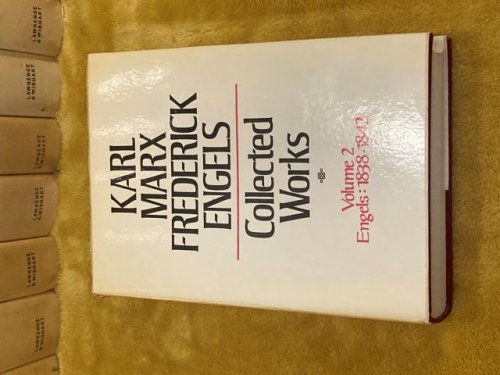 KARL
MARX
FREDERICK
ENGELS
Collected
Works
Volume 2
Engels: 1838-1842
LAWRENCE
& WISHART
LAWRENCE
& WISHART
LAWRENCE
& WISHART
LAWRENCE
& WISHART
LAWRENCE
& WISHART
LAWRENCE
& WISHART